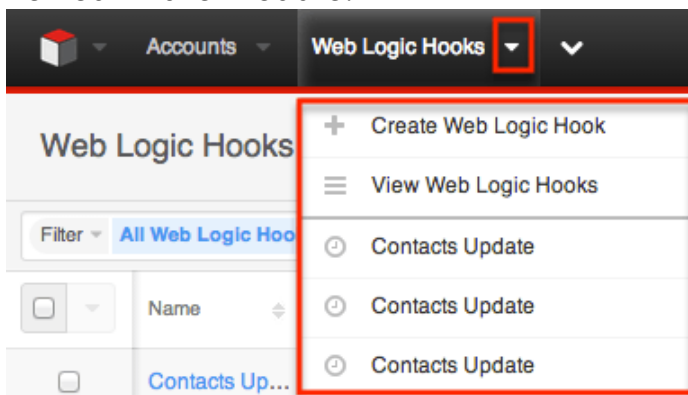 Accounts
Web Logic Hooks
Web Logic Hooks
Create Web Logic Hook
View Web Logic Hooks
Filter
All Web Logic Hoo
Contacts Update
Name
Contacts Update
Contacts Up...
Contacts Update